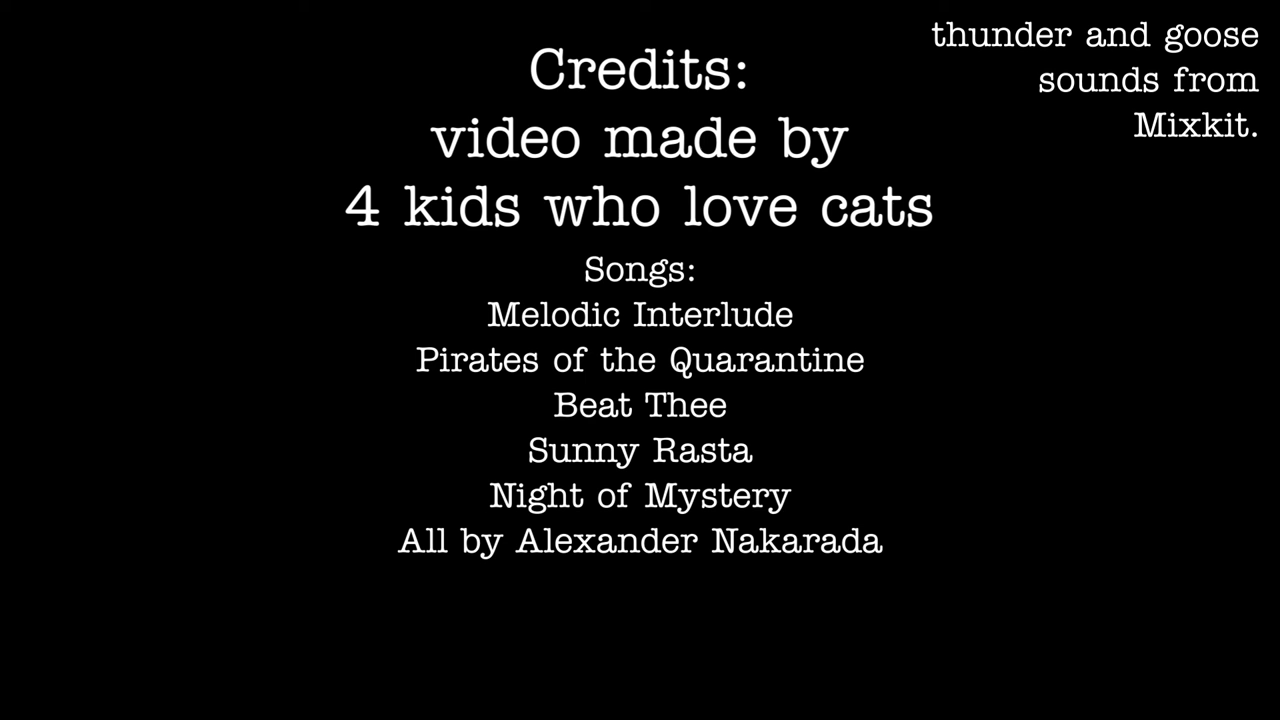 Credits:
video made by
4 kids who love cats
Songs:
Melodic Interlude
Pirates of the Quarantine
Beat Thee
Sunny Rasta
Night of Mystery
All by Alexander Nakarada
thunder and goose
sounds from
Mixkit.